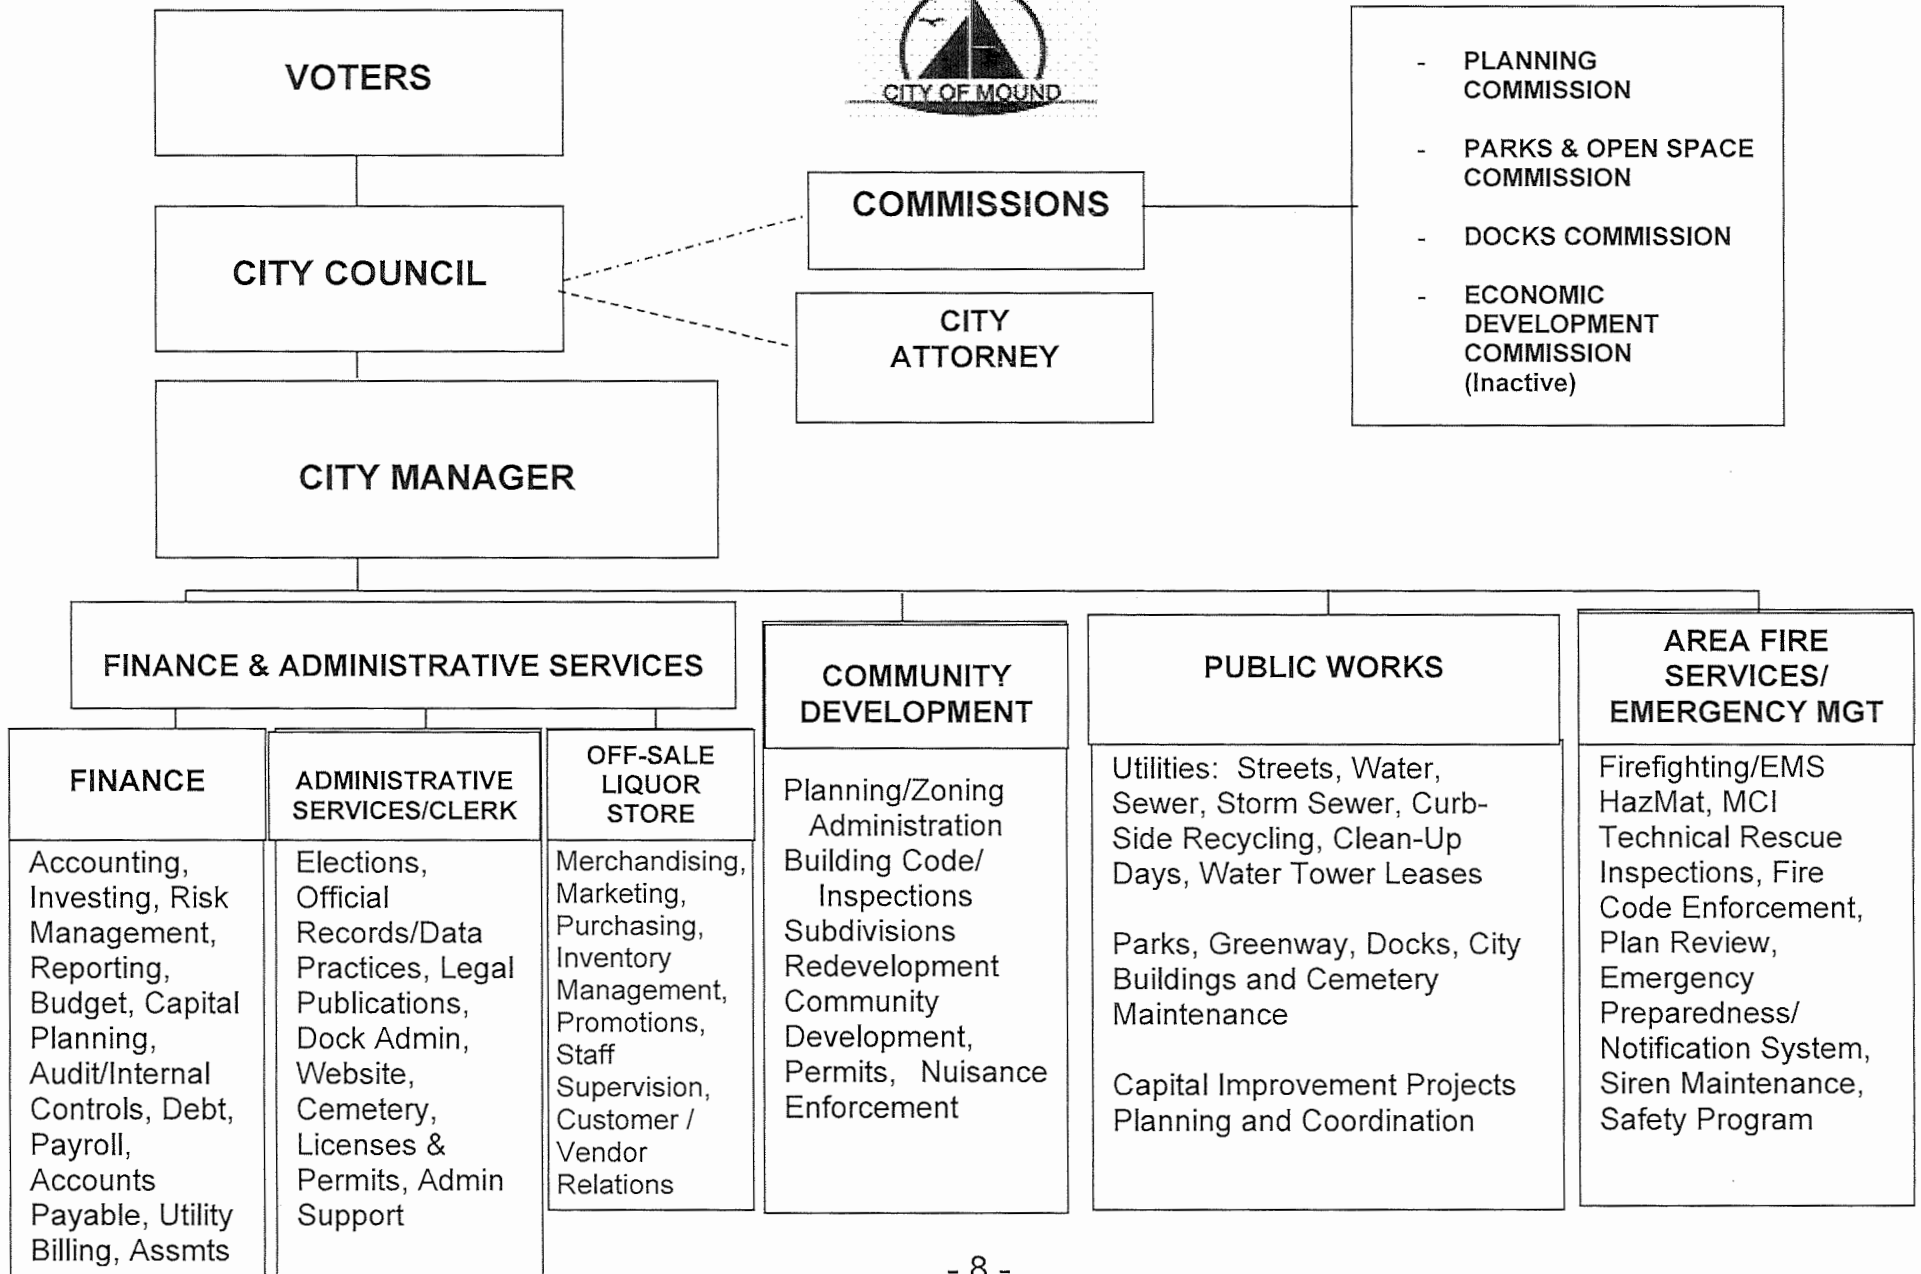 VOTERS
CITY OF MOUND
- PLANNING
COMMISSION
- PARKS & OPEN SPACE
COMMISSION
- DOCKS COMMISSION
- ECONOMIC
DEVELOPMENT
COMMISSION
(Inactive)
COMMISSIONS
CITY COUNCIL
CITY
ATTORNEY
CITY MANAGER
FINANCE & ADMINISTRATIVE SERVICES
FINANCE
Accounting,
Investing, Risk
Management,
Reporting,
Budget, Capital
Planning,
Audit/Internal
Controls, Debt,
Payroll,
Accounts
Payable, Utility
Billing, Assmts
ADMINISTRATIVE
SERVICES/CLERK
Elections,
Official
Records/Data
Practices, Legal
Publications,
Dock Admin,
Website,
Cemetery,
Licenses &
Permits, Admin
Support
OFF-SALE
LIQUOR
STORE
Merchandising,
Marketing,
Purchasing,
Inventory
Management,
Promotions,
Staff
Supervision,
Customer /
Vendor
Relations
COMMUNITY
DEVELOPMENT
Planning/Zoning
Administration
Building Code/
Inspections
Subdivisions
Redevelopment
Community
Development,
Permits, Nuisance
Enforcement
PUBLIC WORKS
Utilities: Streets, Water,
Sewer, Storm Sewer, Curb-
Side Recycling, Clean-Up
Days, Water Tower Leases
Parks, Greenway, Docks, City
Buildings and Cemetery
Maintenance
Capital Improvement Projects
Planning and Coordination
AREA FIRE
SERVICES/
EMERGENCY MGT
Firefighting/EMS
HazMat, MCI
Technical Rescue
Inspections, Fire
Code Enforcement,
Plan Review,
Emergency
Preparedness/
Notification System,
Siren Maintenance,
Safety Program
- 8 -